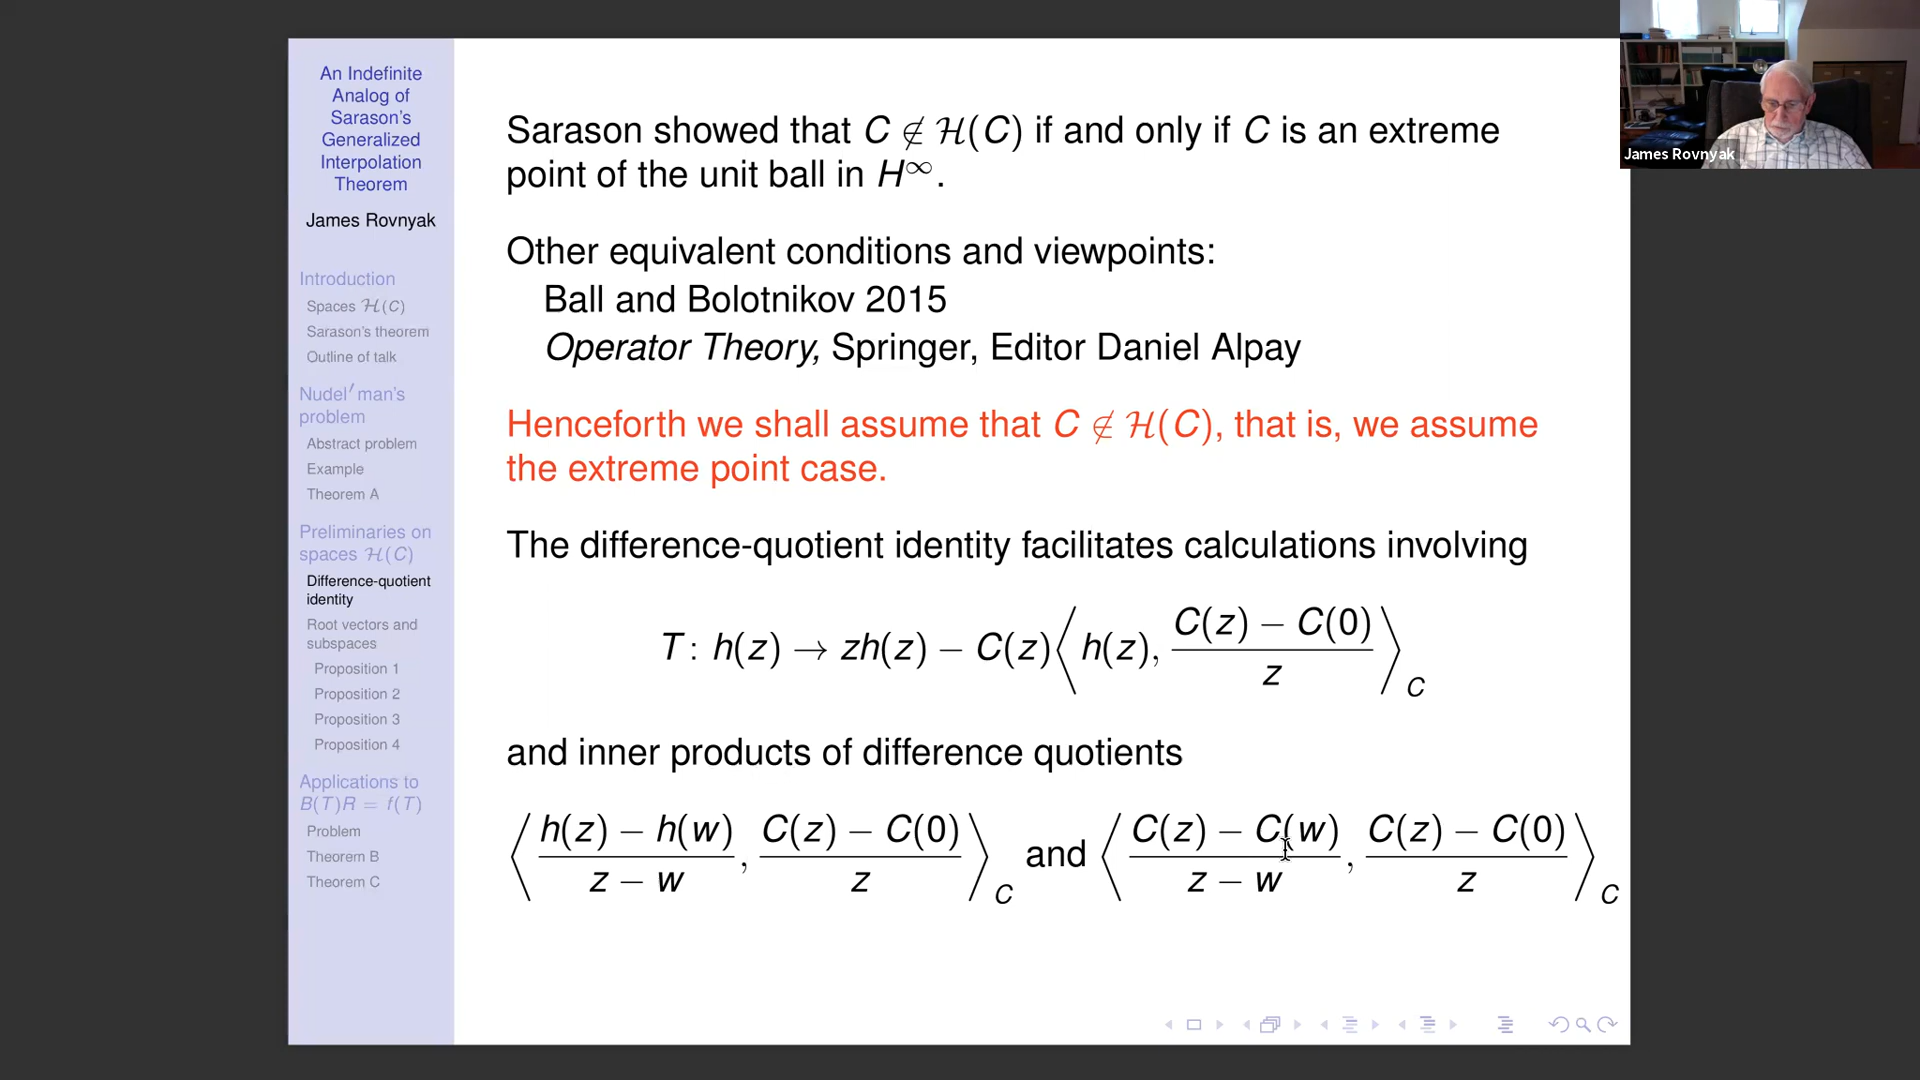 An Indefinite
Analog of
Sarason's
Generalized
Interpolation
Theorem
James Rovnyak
Introduction
Spaces ℋ(C)
Sarason's theorem
Outline of talk
Nudel′man's
problem
Abstract problem
Example
Theorem A
Preliminaries on
spaces ℋ(C)
Difference-quotient
identity
Root vectors and
subspaces
Proposition 1
Proposition 2
Proposition 3
Proposition 4
Applications to
B(T)R = f(T)
Problem
Theorem B
Theorem C
Sarason showed that C ∉ ℋ(C) if and only if C is an extreme
point of the unit ball in H^∞.
Other equivalent conditions and viewpoints:
Ball and Bolotnikov 2015
Operator Theory, Springer, Editor Daniel Alpay
Henceforth we shall assume that C ∉ ℋ(C), that is, we assume
the extreme point case.
The difference-quotient identity facilitates calculations involving
T: h(z) → zh(z) − C(z)⟨h(z), (C(z) − C(0))/z⟩_C
and inner products of difference quotients
⟨(h(z) − h(w))/(z − w), (C(z) − C(0))/z⟩_C and ⟨(C(z) − C(w))/(z − w), (C(z) − C(0))/z⟩_C
James Rovnyak